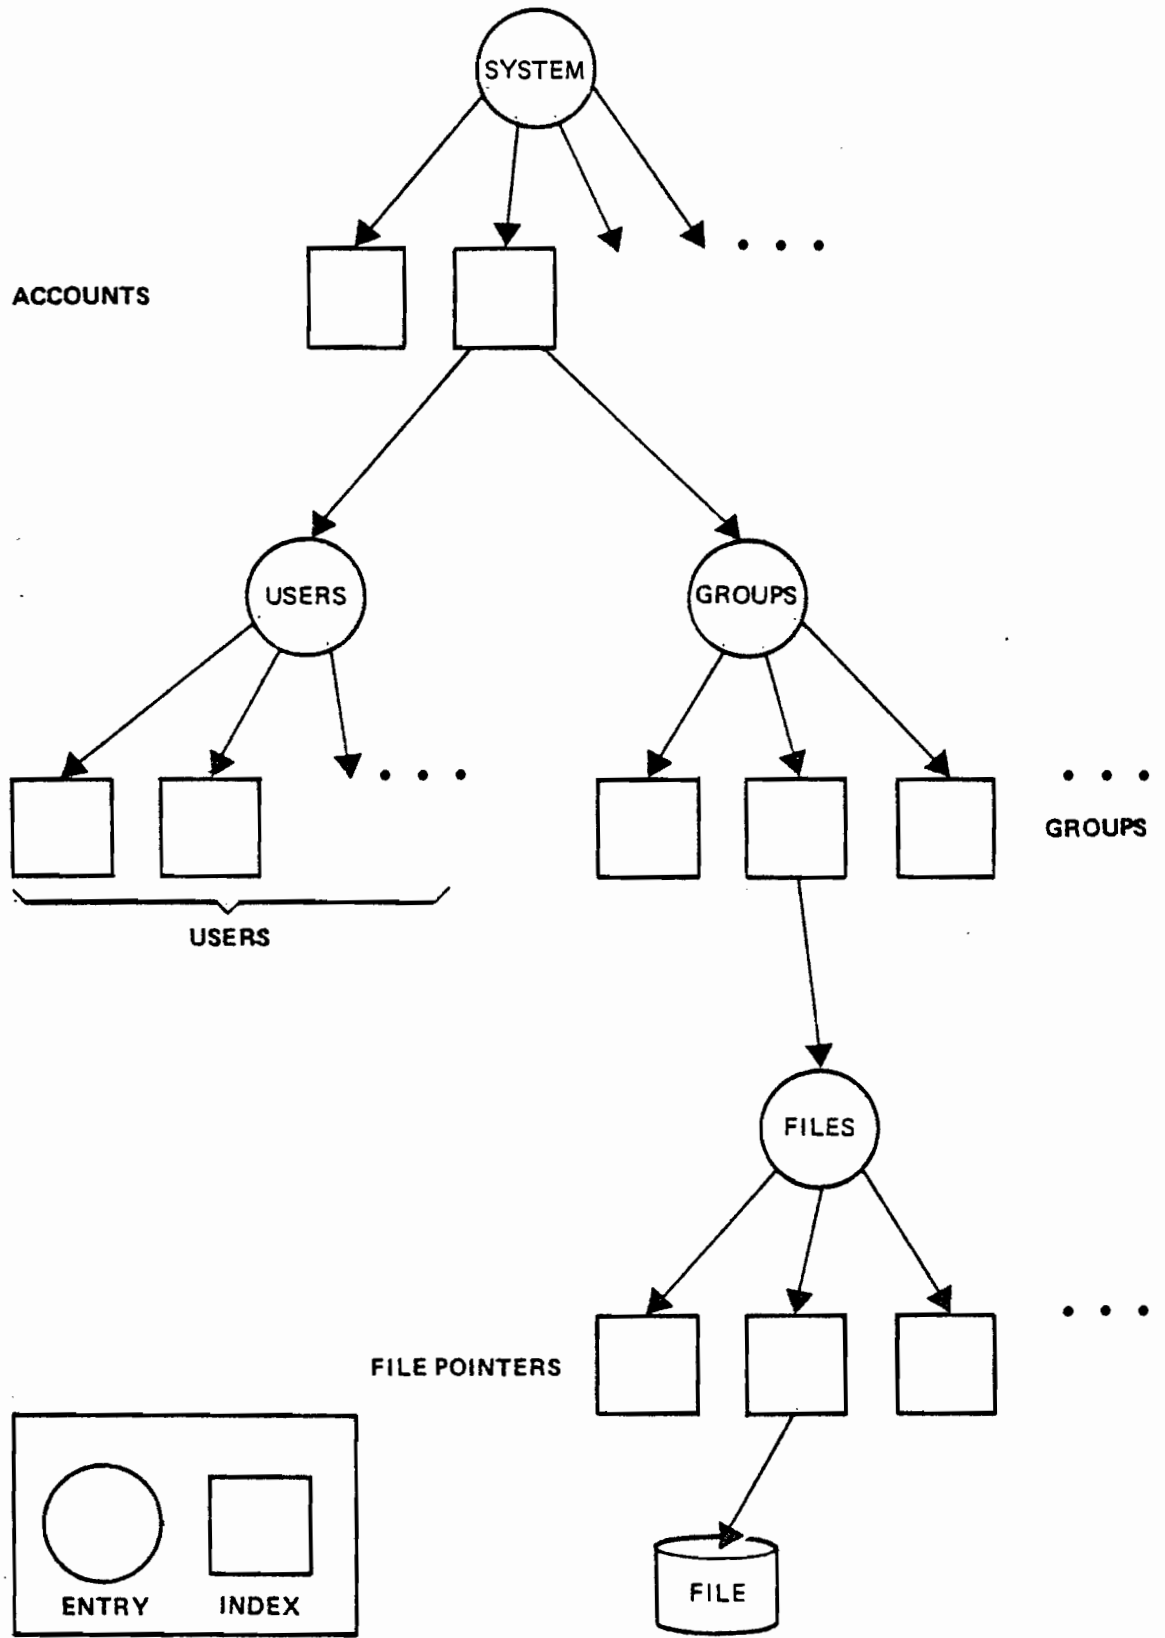 SYSTEM
ACCOUNTS
USERS
GROUPS
GROUPS
USERS
FILES
FILE POINTERS
ENTRY
INDEX
FILE